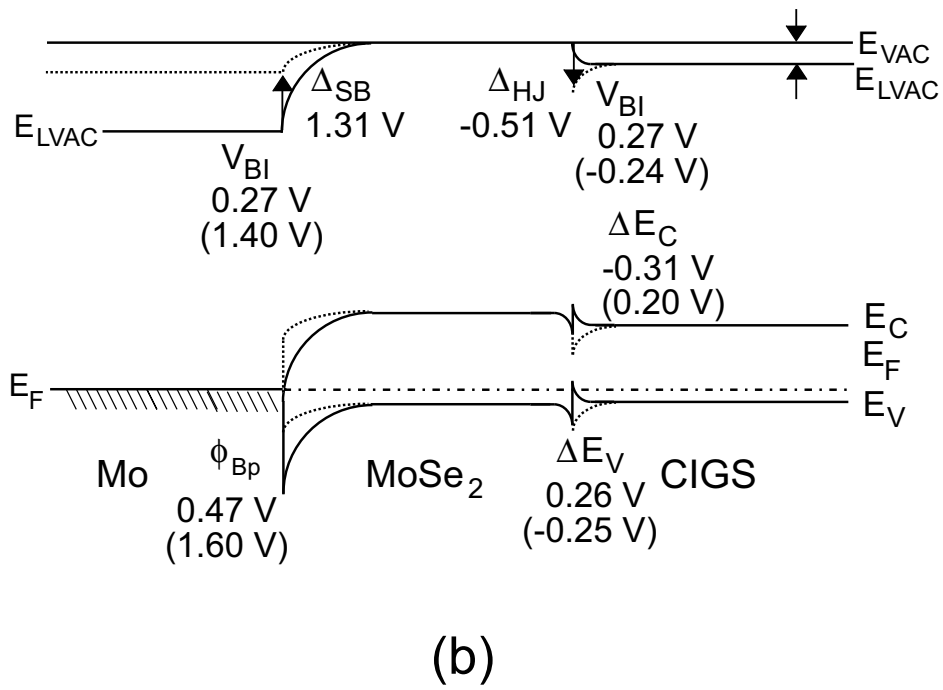 E_VAC
E_LVAC
Δ_SB
1.31 V
Δ_HJ
-0.51 V
V_BI
0.27 V
(-0.24 V)
E_LVAC
V_BI
0.27 V
(1.40 V)
ΔE_C
-0.31 V
(0.20 V)
E_C
E_F
E_F
E_V
Mo
ϕ_Bp
0.47 V
(1.60 V)
MoSe_2
ΔE_V
0.26 V
(-0.25 V)
CIGS
(b)